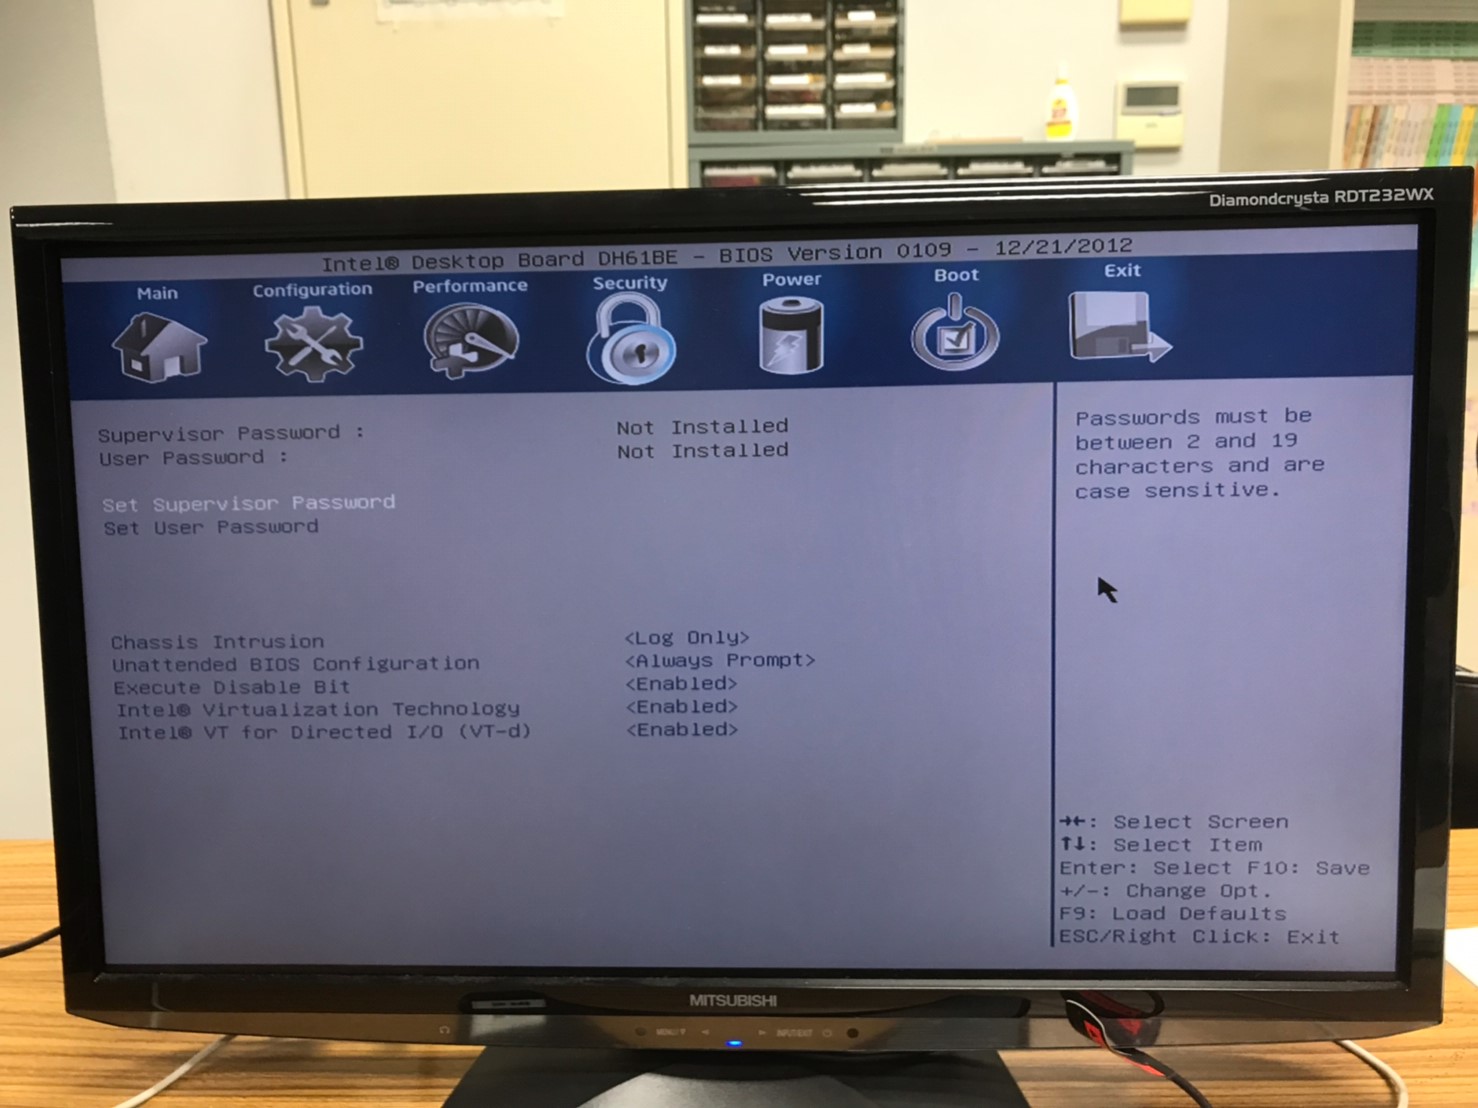 Diamondcrysta RDT232WX
Intel® Desktop Board DH61BE - BIOS Version 0109 - 12/21/2012
Main Configuration Performance Security Power Boot Exit
Supervisor Password : Not Installed
User Password : Not Installed
Set Supervisor Password
Set User Password
Chassis Intrusion <Log Only>
Unattended BIOS Configuration <Always Prompt>
Execute Disable Bit <Enabled>
Intel® Virtualization Technology <Enabled>
Intel® VT for Directed I/O (VT-d) <Enabled>
Passwords must be
between 2 and 19
characters and are
case sensitive.
→←: Select Screen
↑↓: Select Item
Enter: Select F10: Save
+/-: Change Opt.
F9: Load Defaults
ESC/Right Click: Exit
MITSUBISHI